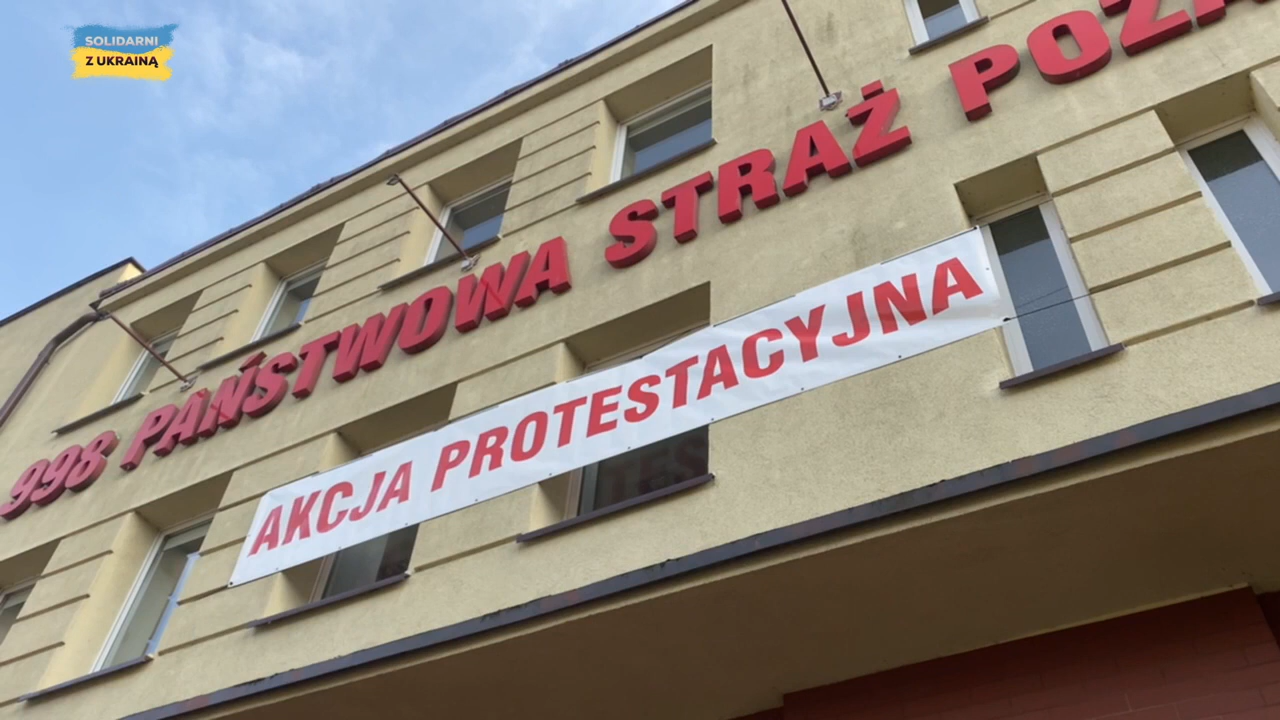 SOLIDARNI
Z UKRAINĄ
998 PAŃSTWOWA STRAŻ
AKCJA PROTESTACYJNA